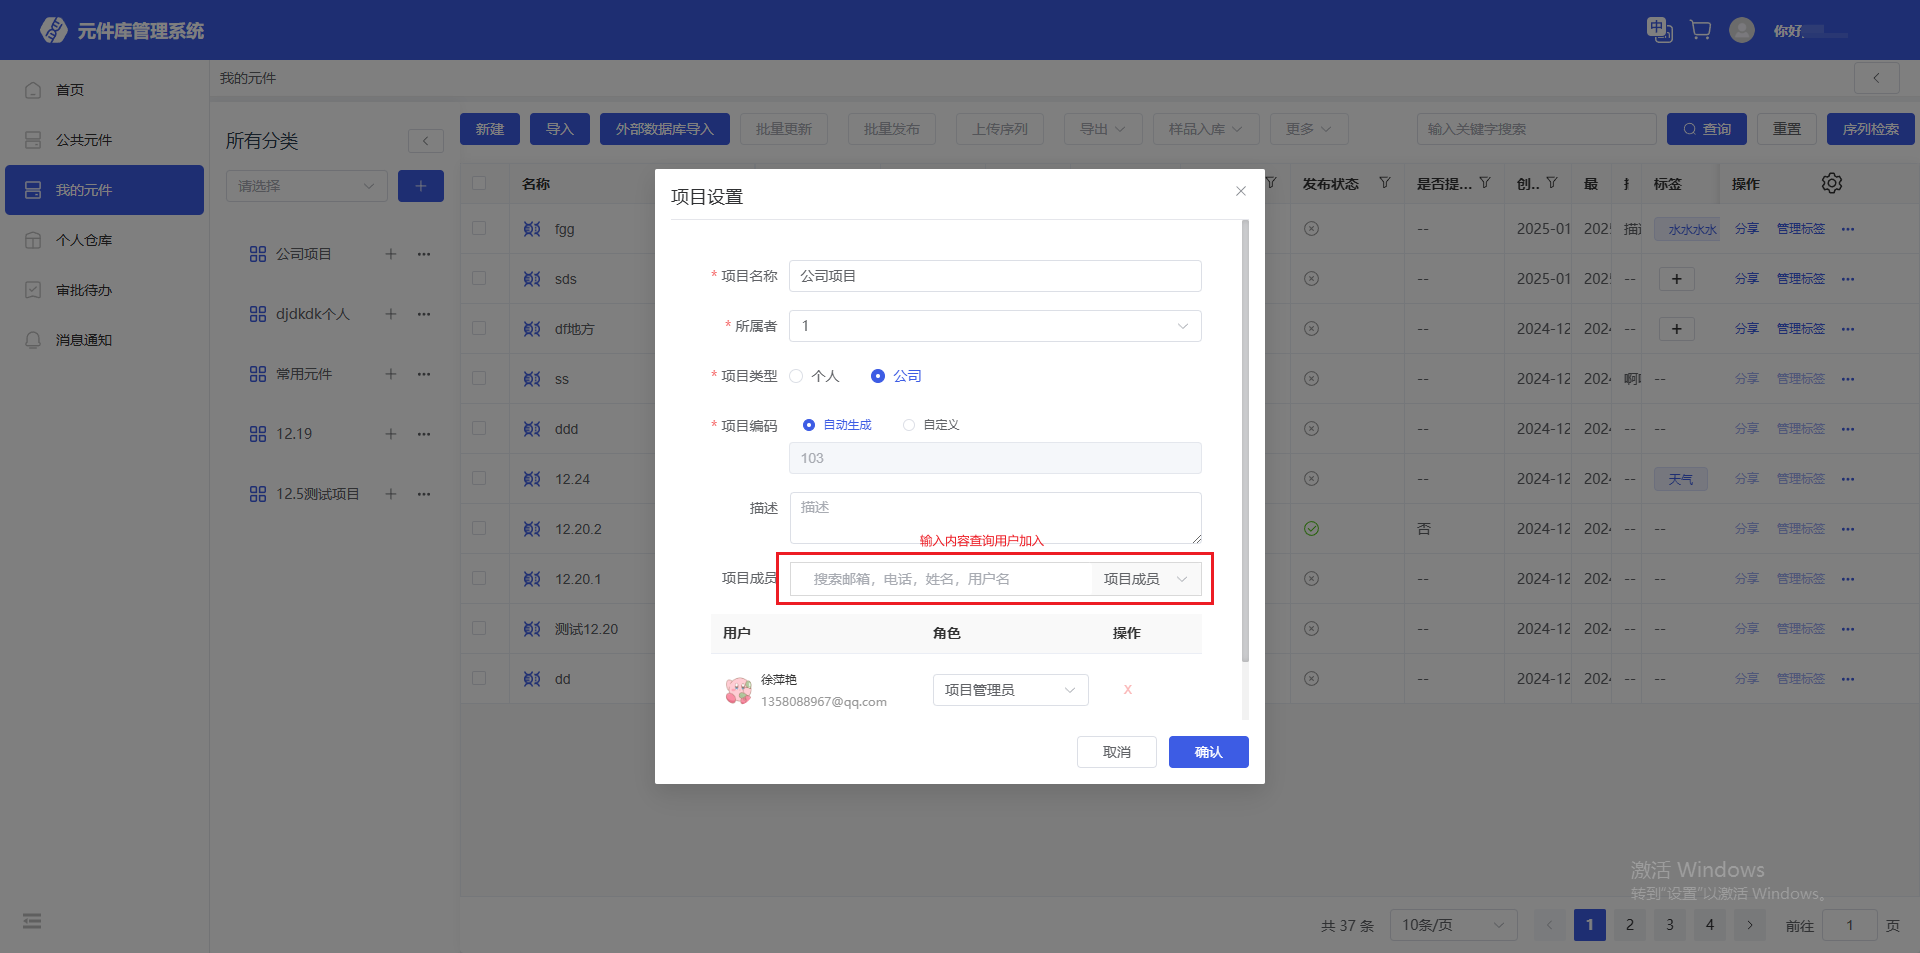 元件库管理系统
中
你好
首页
公共元件
我的元件
个人仓库
审批待办
消息通知
我的元件
所有分类
请选择
公司项目
djdkdk个人
常用元件
12.19
12.5测试项目
新建 导入 外部数据库导入 批量更新 批量发布 上传序列 导出 样品入库 更多 输入关键字搜索 查询 重置 序列检索
名称 发布状态 是否提... 创.. 最 标签 操作
fgg -- 2025-01 202 水水水水 分享 管理标签
sds -- 2025-01 202 -- + 分享 管理标签
df地方 -- 2024-12 202 -- + 分享 管理标签
ss -- 2024-12 202 -- 分享 管理标签
ddd -- 2024-12 202 -- -- 分享 管理标签
12.24 -- 2024-12 202 -- 天气 分享 管理标签
12.20.2 否 2024-12 202 -- -- 分享 管理标签
12.20.1 -- 2024-12 202 -- -- 分享 管理标签
测试12.20 -- 2024-12 202 -- -- 分享 管理标签
dd -- 2024-12 202 -- -- 分享 管理标签
项目设置
* 项目名称 公司项目
* 所属者 1
* 项目类型 个人 公司
* 项目编码 自动生成 自定义
103
描述 描述
输入内容查询用户加入
项目成员 搜索邮箱，电话，姓名，用户名 项目成员
用户 角色 操作
徐萍艳
1358088967@qq.com
项目管理员 X
取消 确认
激活 Windows
转到"设置"以激活 Windows。
共 37 条 10条/页 1 2 3 4 前往 1 页